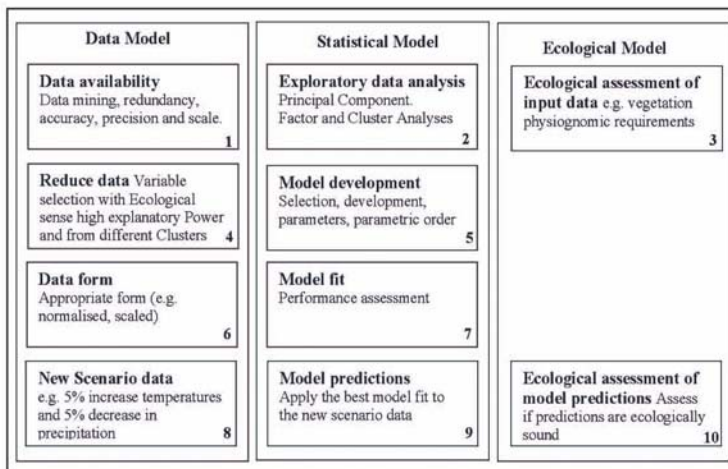 Data Model
Data availability
Data mining, redundancy,
accuracy, precision and scale.
1
Reduce data Variable
selection with Ecological
sense high explanatory Power
and from different Clusters
4
Data form
Appropriate form (e.g.
normalised, scaled)
6
New Scenario data
e.g. 5% increase temperatures
and 5% decrease in
precipitation
8
Statistical Model
Exploratory data analysis
Principal Component.
Factor and Cluster Analyses
2
Model development
Selection, development,
parameters, parametric order
5
Model fit
Performance assessment
7
Model predictions
Apply the best model fit to
the new scenario data
9
Ecological Model
Ecological assessment of
input data e.g. vegetation
physiognomic requirements
3
Ecological assessment of
model predictions Assess
if predictions are ecologically
sound
10